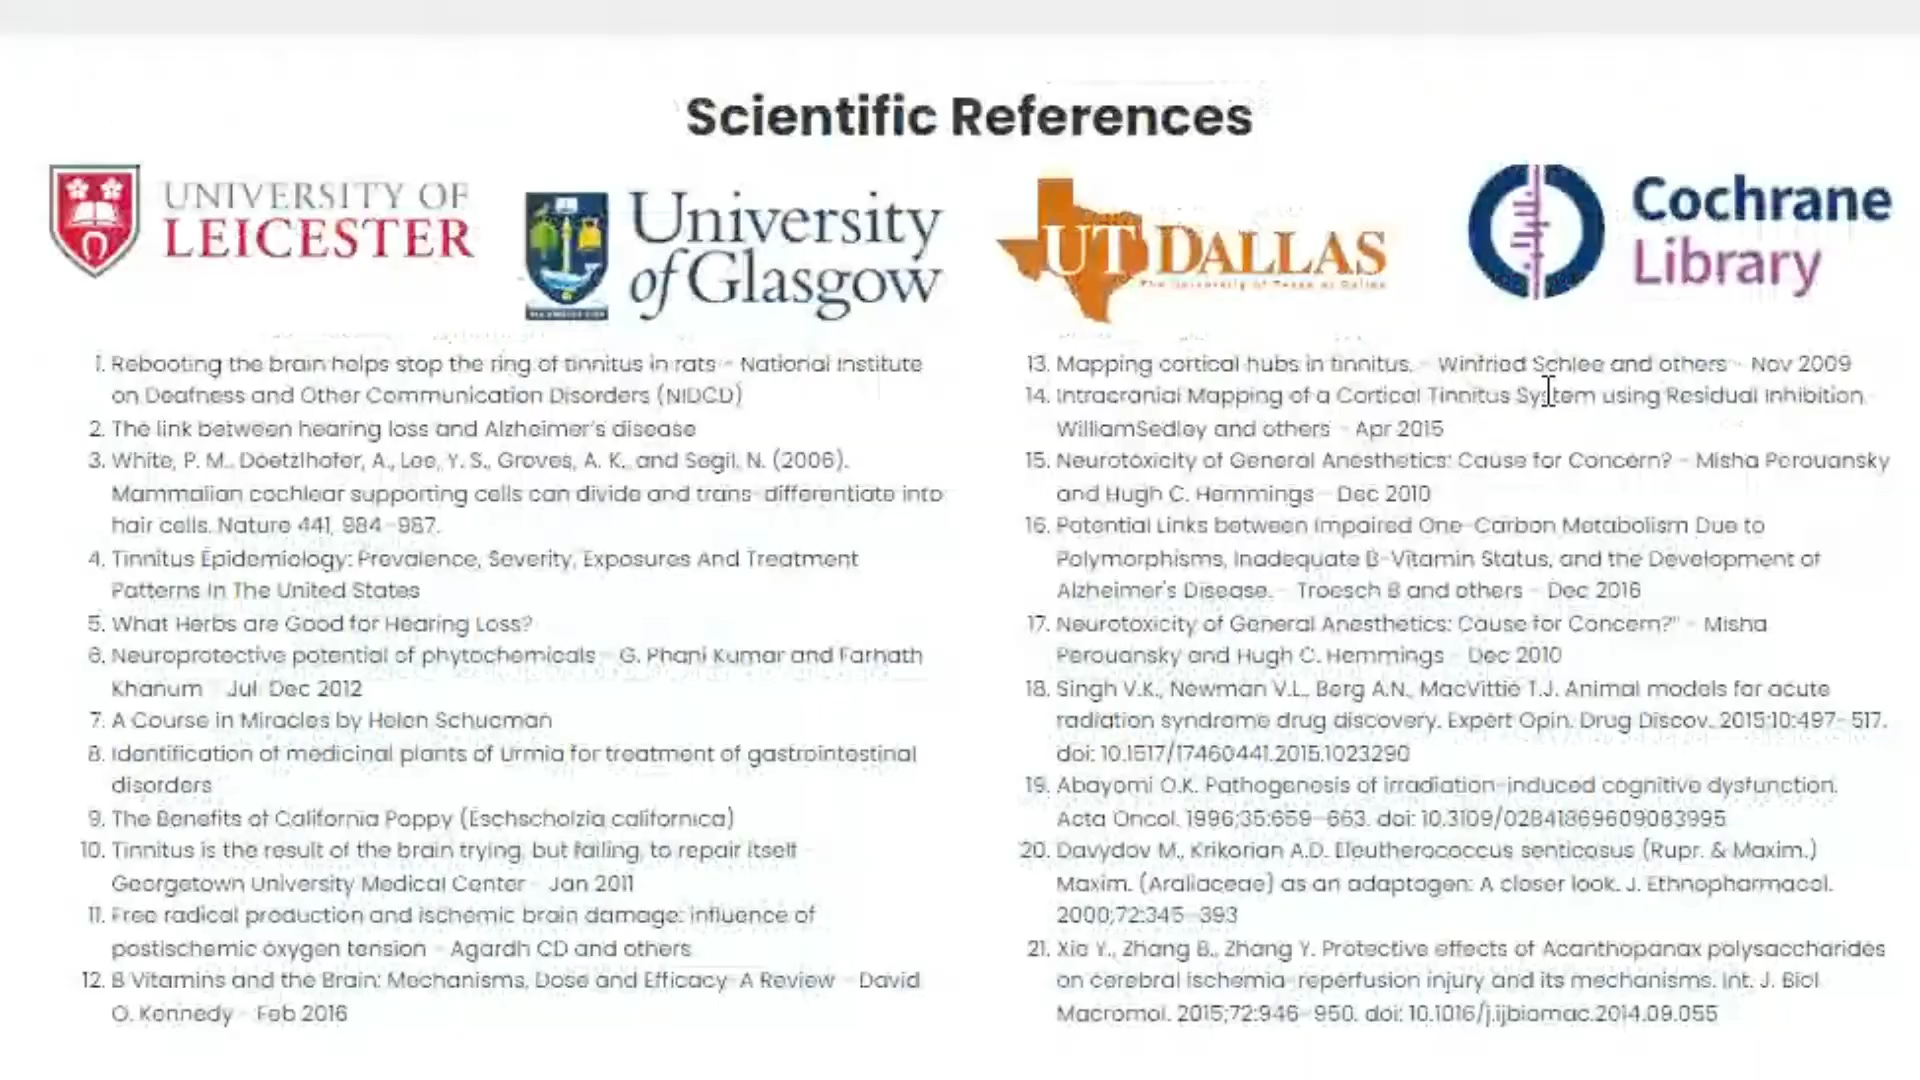 Scientific References
UNIVERSITY OF
LEICESTER
University
of Glasgow
UT DALLAS
The University of Texas at Dallas
Cochrane
Library
1. Rebooting the brain helps stop the ring of tinnitus in rats - National Institute
on Deafness and Other Communication Disorders (NIDCD)
2. The link between hearing loss and Alzheimer's disease
3. White, P. M., Doetzlhofer, A., Lee, Y. S., Groves, A. K., and Segil, N. (2006).
Mammalian cochlear supporting cells can divide and trans-differentiate into
hair cells. Nature 441, 984-987.
4. Tinnitus Epidemiology: Prevalence, Severity, Exposures And Treatment
Patterns In The United States
5. What Herbs are Good for Hearing Loss?
6. Neuroprotective potential of phytochemicals - G. Phani Kumar and Farhath
Khanum - Jul-Dec 2012
7. A Course in Miracles by Helen Schucman
8. Identification of medicinal plants of Urmia for treatment of gastrointestinal
disorders
9. The Benefits of California Poppy (Eschscholzia californica)
10. Tinnitus is the result of the brain trying, but failing, to repair itself -
Georgetown University Medical Center - Jan 2011
11. Free radical production and ischemic brain damage: influence of
postischemic oxygen tension - Agardh CD and others
12. B Vitamins and the Brain: Mechanisms, Dose and Efficacy-A Review - David
O. Kennedy - Feb 2016
13. Mapping cortical hubs in tinnitus. - Winfried Schlee and others - Nov 2009
14. Intracranial Mapping of a Cortical Tinnitus System using Residual Inhibition.
WilliamSedley and others - Apr 2015
15. Neurotoxicity of General Anesthetics: Cause for Concern? - Misha Perouansky
and Hugh C. Hemmings - Dec 2010
16. Potential Links between Impaired One-Carbon Metabolism Due to
Polymorphisms, Inadequate B-Vitamin Status, and the Development of
Alzheimer's Disease. - Troesch B and others - Dec 2016
17. Neurotoxicity of General Anesthetics: Cause for Concern?" - Misha
Perouansky and Hugh C. Hemmings - Dec 2010
18. Singh V.K., Newman V.L., Berg A.N., MacVittie T.J. Animal models for acute
radiation syndrome drug discovery. Expert Opin. Drug Discov. 2015;10:497-517.
doi: 10.1517/17460441.2015.1023290
19. Abayomi O.K. Pathogenesis of irradiation-induced cognitive dysfunction.
Acta Oncol. 1996;35:659-663. doi: 10.3109/02841869609083995
20. Davydov M., Krikorian A.D. Eleutherococcus senticosus (Rupr. & Maxim.)
Maxim. (Araliaceae) as an adaptogen: A closer look. J. Ethnopharmacol.
2000;72:345-393
21. Xie Y., Zhang B., Zhang Y. Protective effects of Acanthopanax polysaccharides
on cerebral ischemia-reperfusion injury and its mechanisms. Int. J. Biol.
Macromol. 2015;72:946-950. doi: 10.1016/j.ijbiomac.2014.09.055